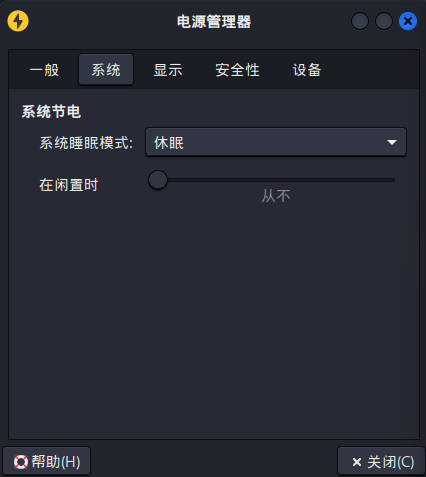 电源管理器
一般 系统 显示 安全性 设备
系统节电
系统睡眠模式: 休眠
在闲置时
从不
帮助(H) 关闭(C)